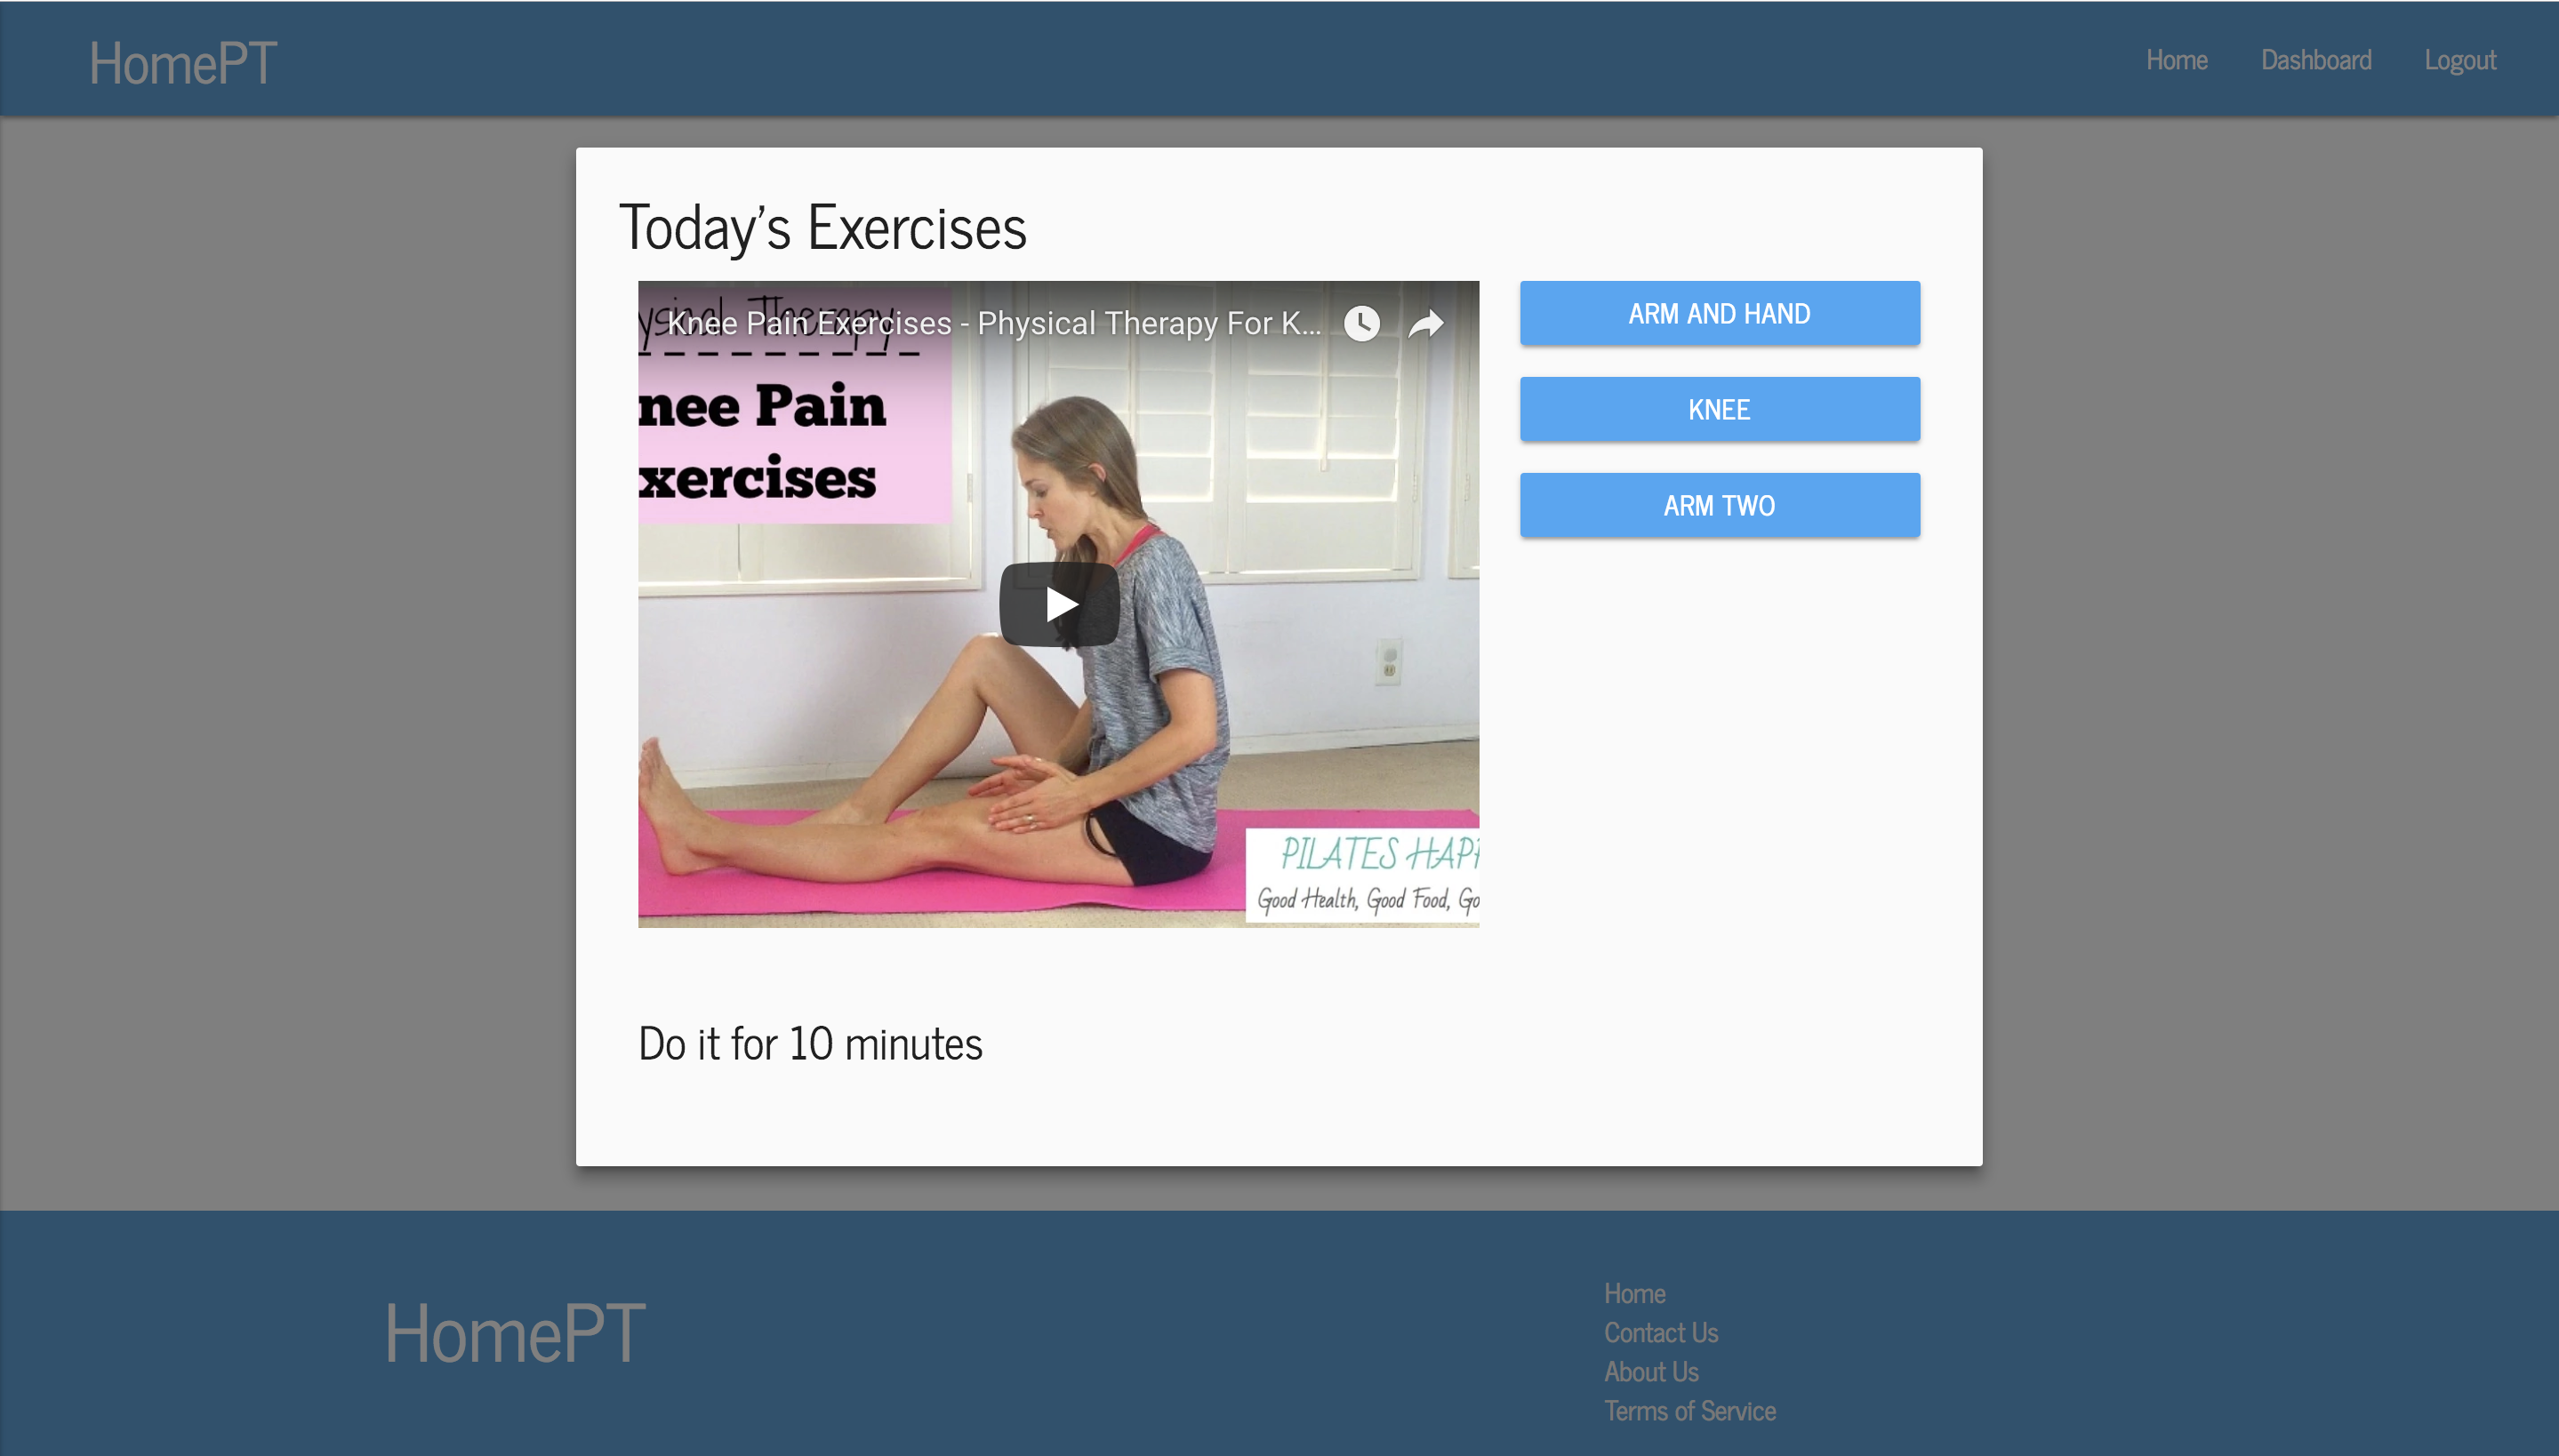 HomePT
Home Dashboard Logout
Today's Exercises
ysical Therapy
Knee Pain Exercises - Physical Therapy For K...
nee Pain
xercises
PILATES HAPP
Good Health, Good Food, Go
ARM AND HAND
KNEE
ARM TWO
Do it for 10 minutes
HomePT
Home
Contact Us
About Us
Terms of Service